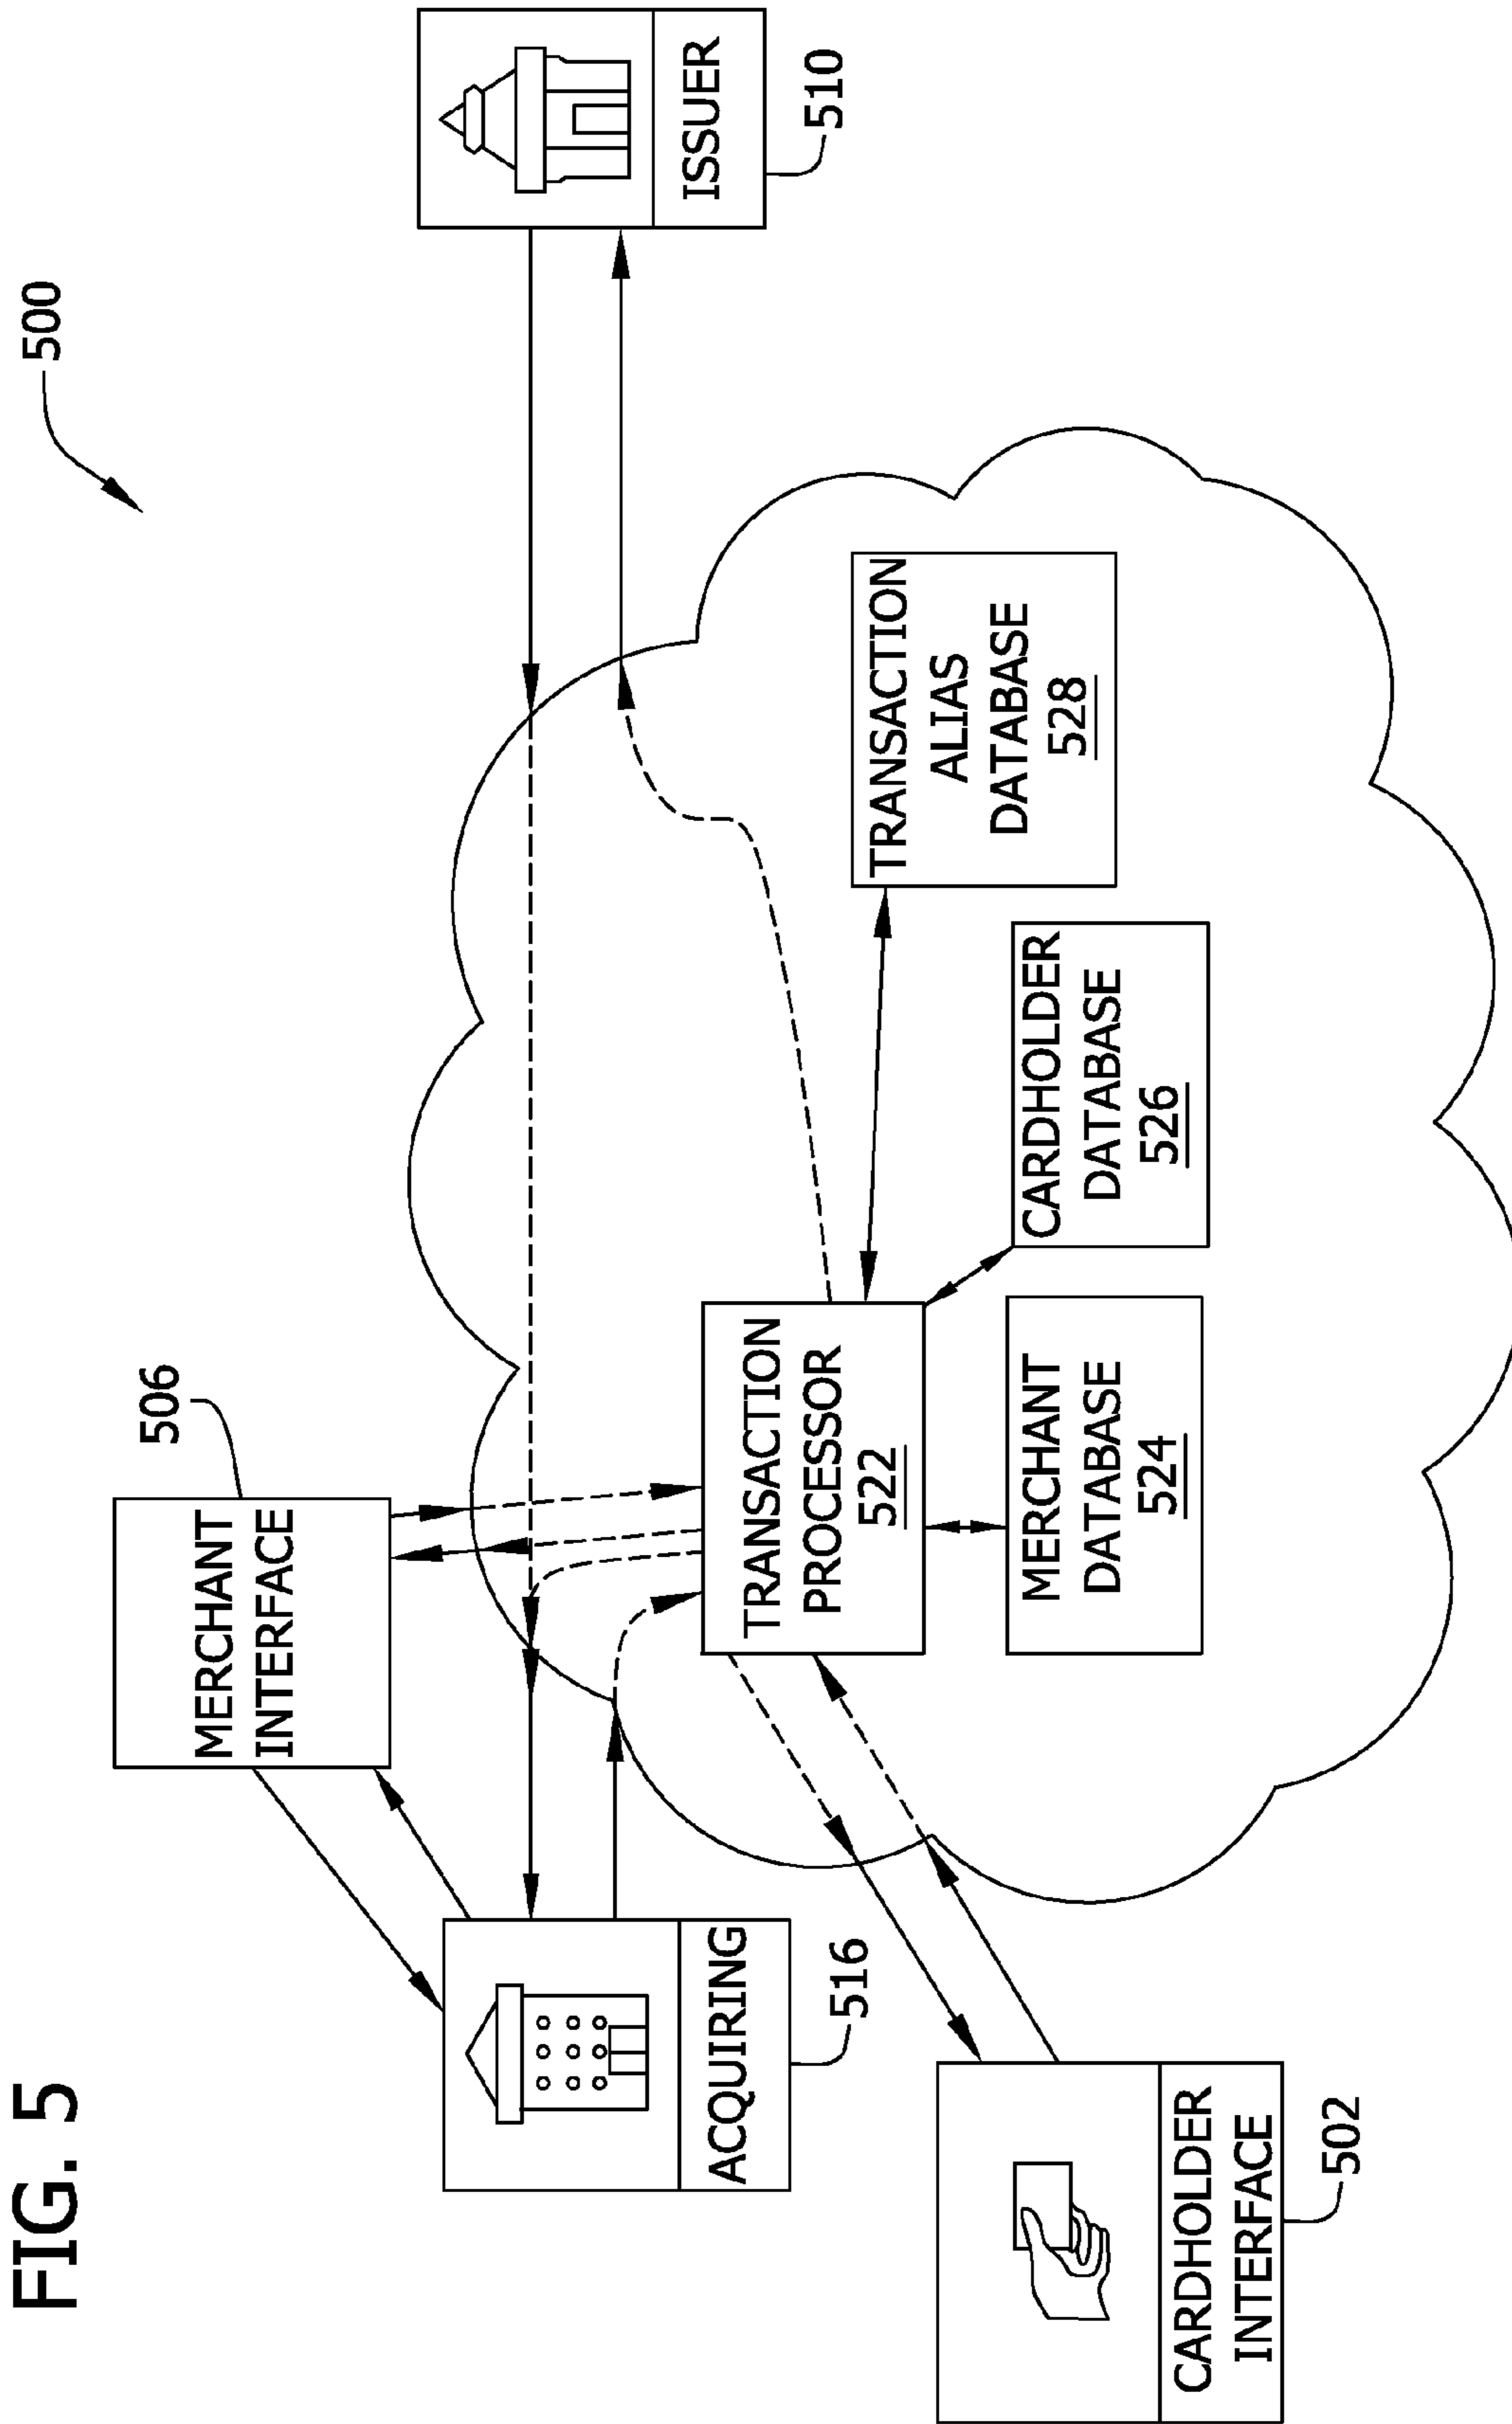 FIG. 5
500
MERCHANT
INTERFACE
506
ISSUER
510
ACQUIRING
516
TRANSACTION
PROCESSOR
522
TRANSACTION
ALIAS
DATABASE
528
CARDHOLDER
DATABASE
526
MERCHANT
DATABASE
524
CARDHOLDER
INTERFACE
502